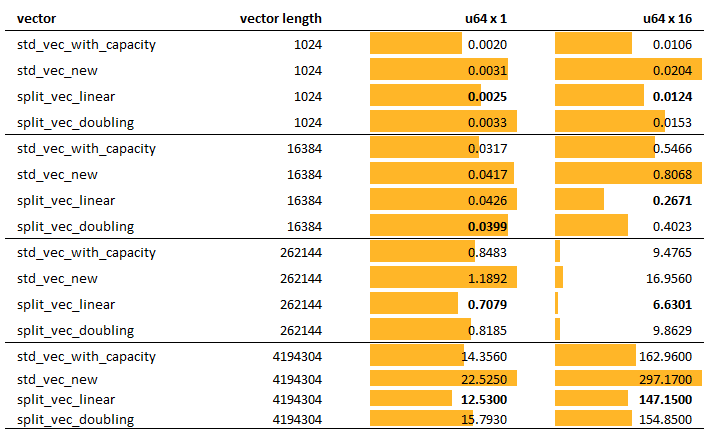 vector vector length u64 x 1 u64 x 16
std_vec_with_capacity 1024 0.0020 0.0106
std_vec_new 1024 0.0031 0.0204
split_vec_linear 1024 0.0025 0.0124
split_vec_doubling 1024 0.0033 0.0153
std_vec_with_capacity 16384 0.0317 0.5466
std_vec_new 16384 0.0417 0.8068
split_vec_linear 16384 0.0426 0.2671
split_vec_doubling 16384 0.0399 0.4023
std_vec_with_capacity 262144 0.8483 9.4765
std_vec_new 262144 1.1892 16.9560
split_vec_linear 262144 0.7079 6.6301
split_vec_doubling 262144 0.8185 9.8629
std_vec_with_capacity 4194304 14.3560 162.9600
std_vec_new 4194304 22.5250 297.1700
split_vec_linear 4194304 12.5300 147.1500
split_vec_doubling 4194304 15.7930 154.8500